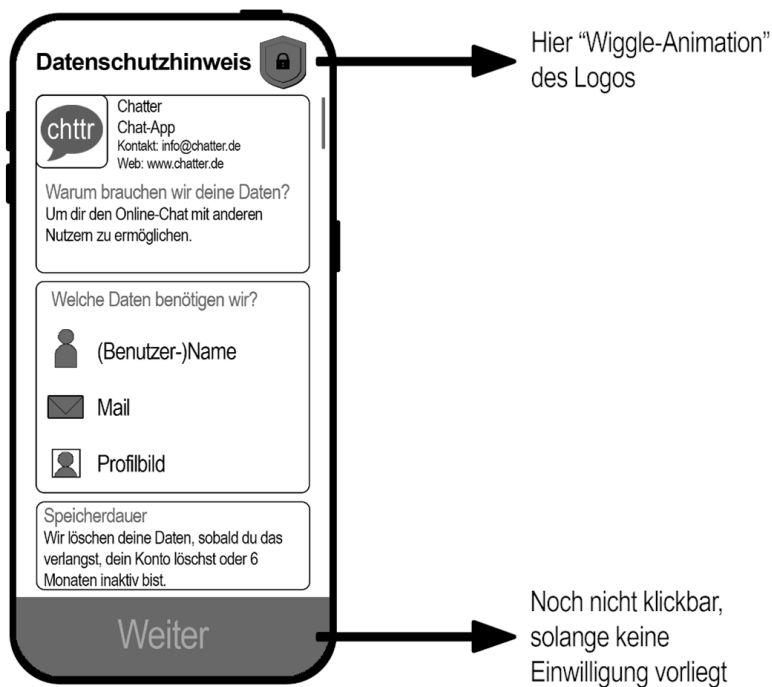 Datenschutzhinweis
Hier “Wiggle-Animation”
des Logos
chttr
Chatter
Chat-App
Kontakt: info@chatter.de
Web: www.chatter.de
Warum brauchen wir deine Daten?
Um dir den Online-Chat mit anderen
Nutzern zu ermöglichen.
Welche Daten benötigen wir?
(Benutzer-)Name
Mail
Profilbild
Speicherdauer
Wir löschen deine Daten, sobald du das
verlangst, dein Konto löschst oder 6
Monaten inaktiv bist.
Weiter
Noch nicht klickbar,
solange keine
Einwilligung vorliegt